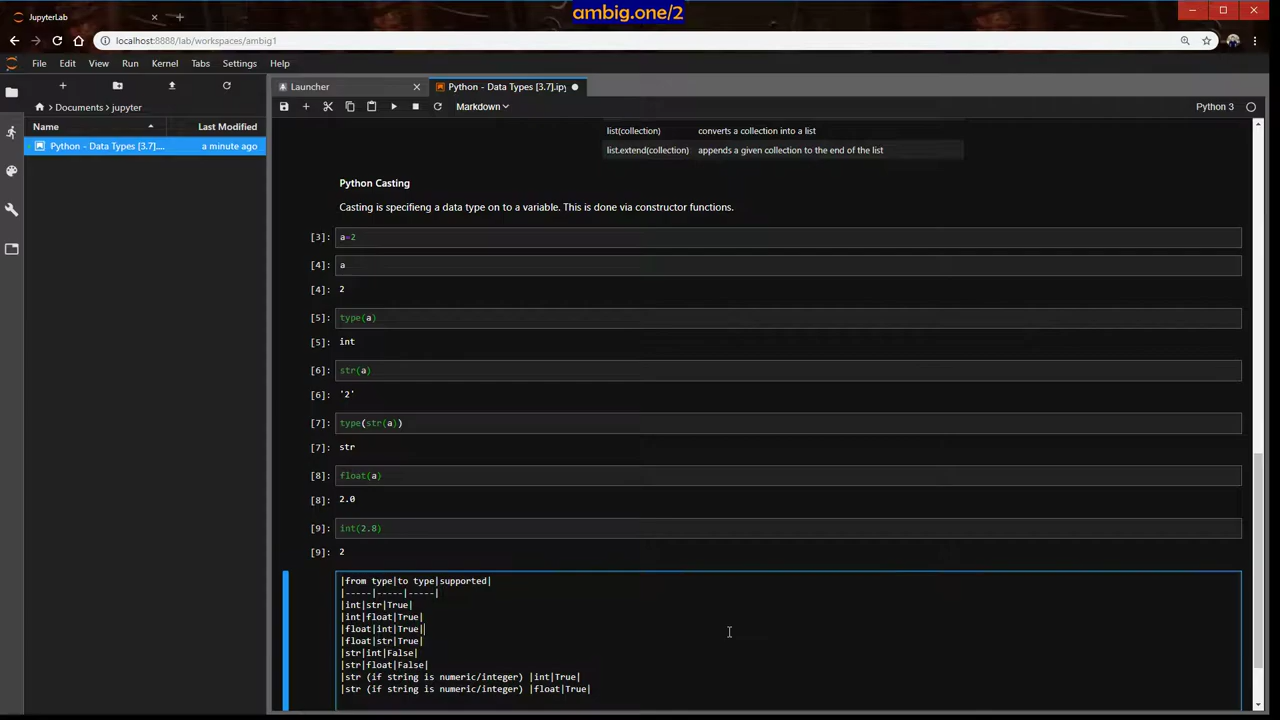 ambig.one/2
JupyterLab
localhost:8888/lab/workspaces/ambig1
File Edit View Run Kernel Tabs Settings Help
Launcher
Python - Data Types [3.7].ipy
Documents / jupyter
Markdown
Python 3
Name Last Modified
Python - Data Types [3.7].... a minute ago
list(collection) converts a collection into a list
list.extend(collection) appends a given collection to the end of the list
Python Casting
Casting is specifieng a data type on to a variable. This is done via constructor functions.
[3]: a=2
[4]: a
[4]: 2
[5]: type(a)
[5]: int
[6]: str(a)
[6]: '2'
[7]: type(str(a))
[7]: str
[8]: float(a)
[8]: 2.0
[9]: int(2.8)
[9]: 2
|from type|to type|supported|
|-----|-----|-----|
|int|str|True|
|int|float|True|
|float|int|True|
|float|str|True|
|str|int|False|
|str|float|False|
|str (if string is numeric/integer) |int|True|
|str (if string is numeric/integer) |float|True|